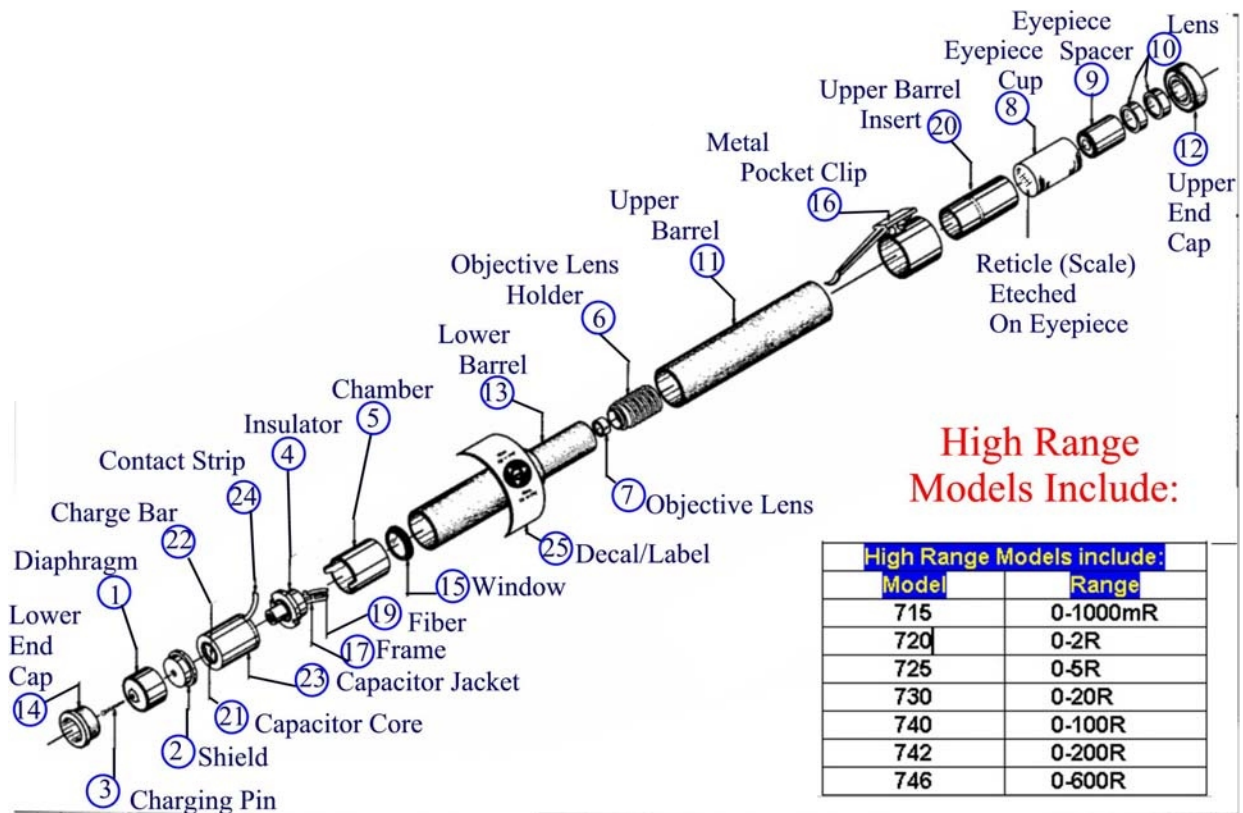 Eyepiece
Spacer
9
Lens
10
Eyepiece
Cup
8
Upper Barrel
Insert 20
12
Upper
End
Cap
Metal
Pocket Clip
16
Reticle (Scale)
Eteched
On Eyepiece
Upper
Barrel
11
Objective Lens
Holder
6
Lower
Barrel
13
7 Objective Lens
Chamber
5
Insulator
4
Contact Strip
24
Charge Bar
22
Diaphragm
1
Lower
End
Cap
14
25 Decal/Label
15 Window
19 Fiber
17 Frame
23 Capacitor Jacket
21 Capacitor Core
2 Shield
3 Charging Pin
High Range
Models Include:
High Range Models include:
Model Range
715 0-1000mR
720 0-2R
725 0-5R
730 0-20R
740 0-100R
742 0-200R
746 0-600R